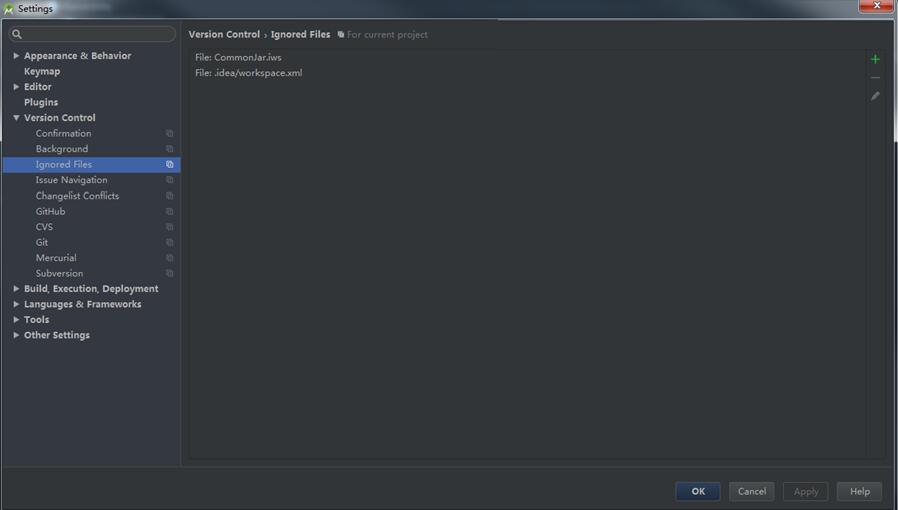 Settings
Version Control › Ignored Files For current project
Appearance & Behavior
Keymap
Editor
Plugins
Version Control
Confirmation
Background
Ignored Files
Issue Navigation
Changelist Conflicts
GitHub
CVS
Git
Mercurial
Subversion
Build, Execution, Deployment
Languages & Frameworks
Tools
Other Settings
File: CommonJar.iws
File: .idea/workspace.xml
OK
Cancel
Apply
Help